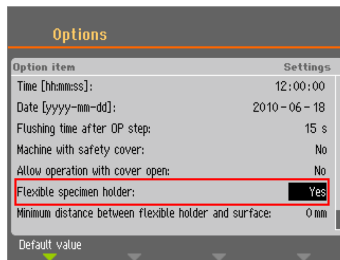 Options
Option item Settings
Time [hh:mm:ss]: 12:00:00
Date [yyyy-mm-dd]: 2010-06-18
Flushing time after OP step: 15 s
Machine with safety cover: No
Allow operation with cover open: No
Flexible specimen holder: Yes
Minimum distance between flexible holder and surface: 0 mm
Default value